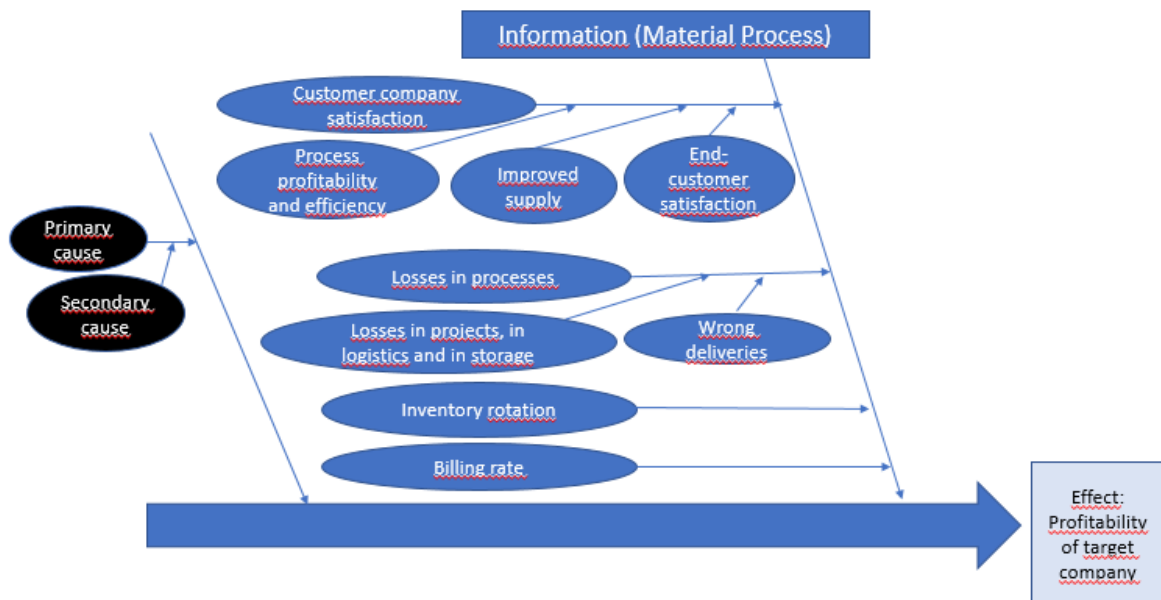 Information (Material Process)
Customer company
satisfaction
Process
profitability
and efficiency
Improved
supply
End-
customer
satisfaction
Primary
cause
Secondary
cause
Losses in processes
Losses in projects, in
logistics and in storage
Wrong
deliveries
Inventory rotation
Billing rate
Effect:
Profitability
of target
company